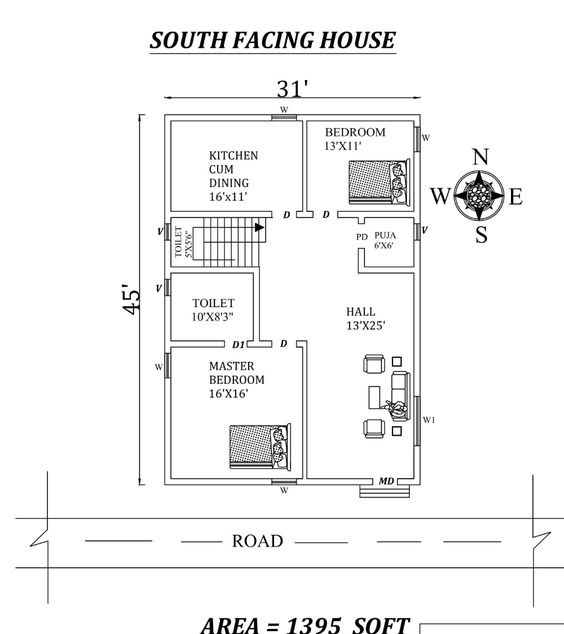 SOUTH FACING HOUSE
31'
W
BEDROOM
13'X11'
W
KITCHEN
CUM
DINING
16'x11'
N
W
E
S
D
D
V
TOILET
5'X5'6"
PD
PUJA
6'X6'
V
45'
V
TOILET
10'X8'3"
HALL
13'X25'
D1
D
W
MASTER
BEDROOM
16'X16'
W1
MD
W
ROAD
AREA = 1395 SQFT